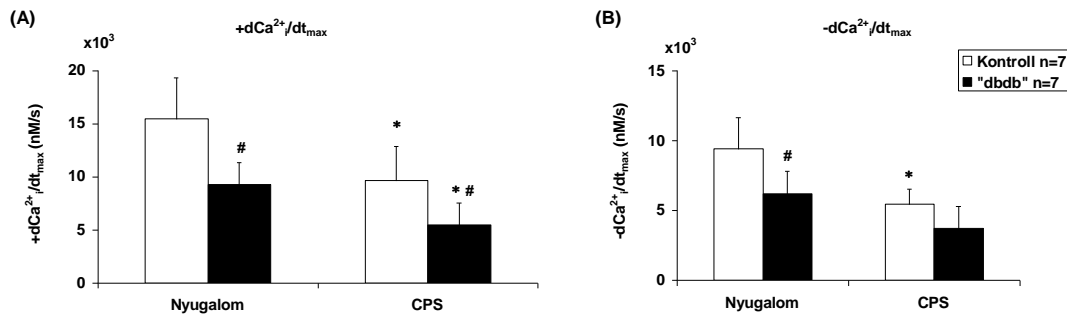 (A)
+dCa²⁺ᵢ/dtmax
x10³
+dCa²⁺ᵢ/dtmax (nM/s)
20
15
10
5
0
#
*
* #
Nyugalom CPS
(B)
-dCa²⁺ᵢ/dtmax
x10³
Kontroll n=7
"dbdb" n=7
-dCa²⁺ᵢ/dtmax (nM/s)
15
10
5
0
#
*
Nyugalom CPS